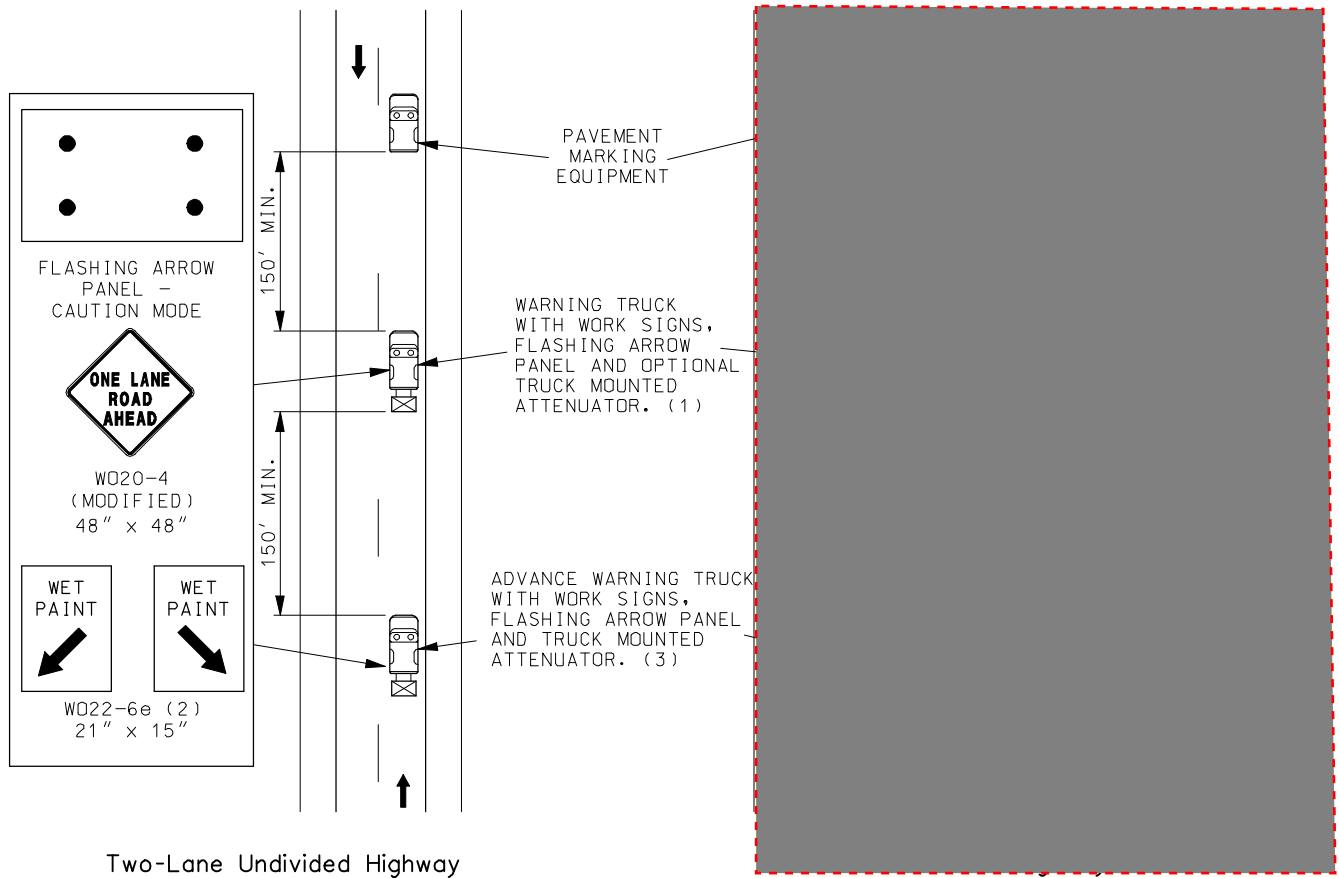 FLASHING ARROW
PANEL -
CAUTION MODE
ONE LANE
ROAD
AHEAD
W020-4
(MODIFIED)
48" x 48"
WET
PAINT
WET
PAINT
W022-6e (2)
21" x 15"
150' MIN.
150' MIN.
PAVEMENT
MARKING
EQUIPMENT
WARNING TRUCK
WITH WORK SIGNS,
FLASHING ARROW
PANEL AND OPTIONAL
TRUCK MOUNTED
ATTENUATOR. (1)
ADVANCE WARNING TRUCK
WITH WORK SIGNS,
FLASHING ARROW PANEL
AND TRUCK MOUNTED
ATTENUATOR. (3)
Two-Lane Undivided Highway